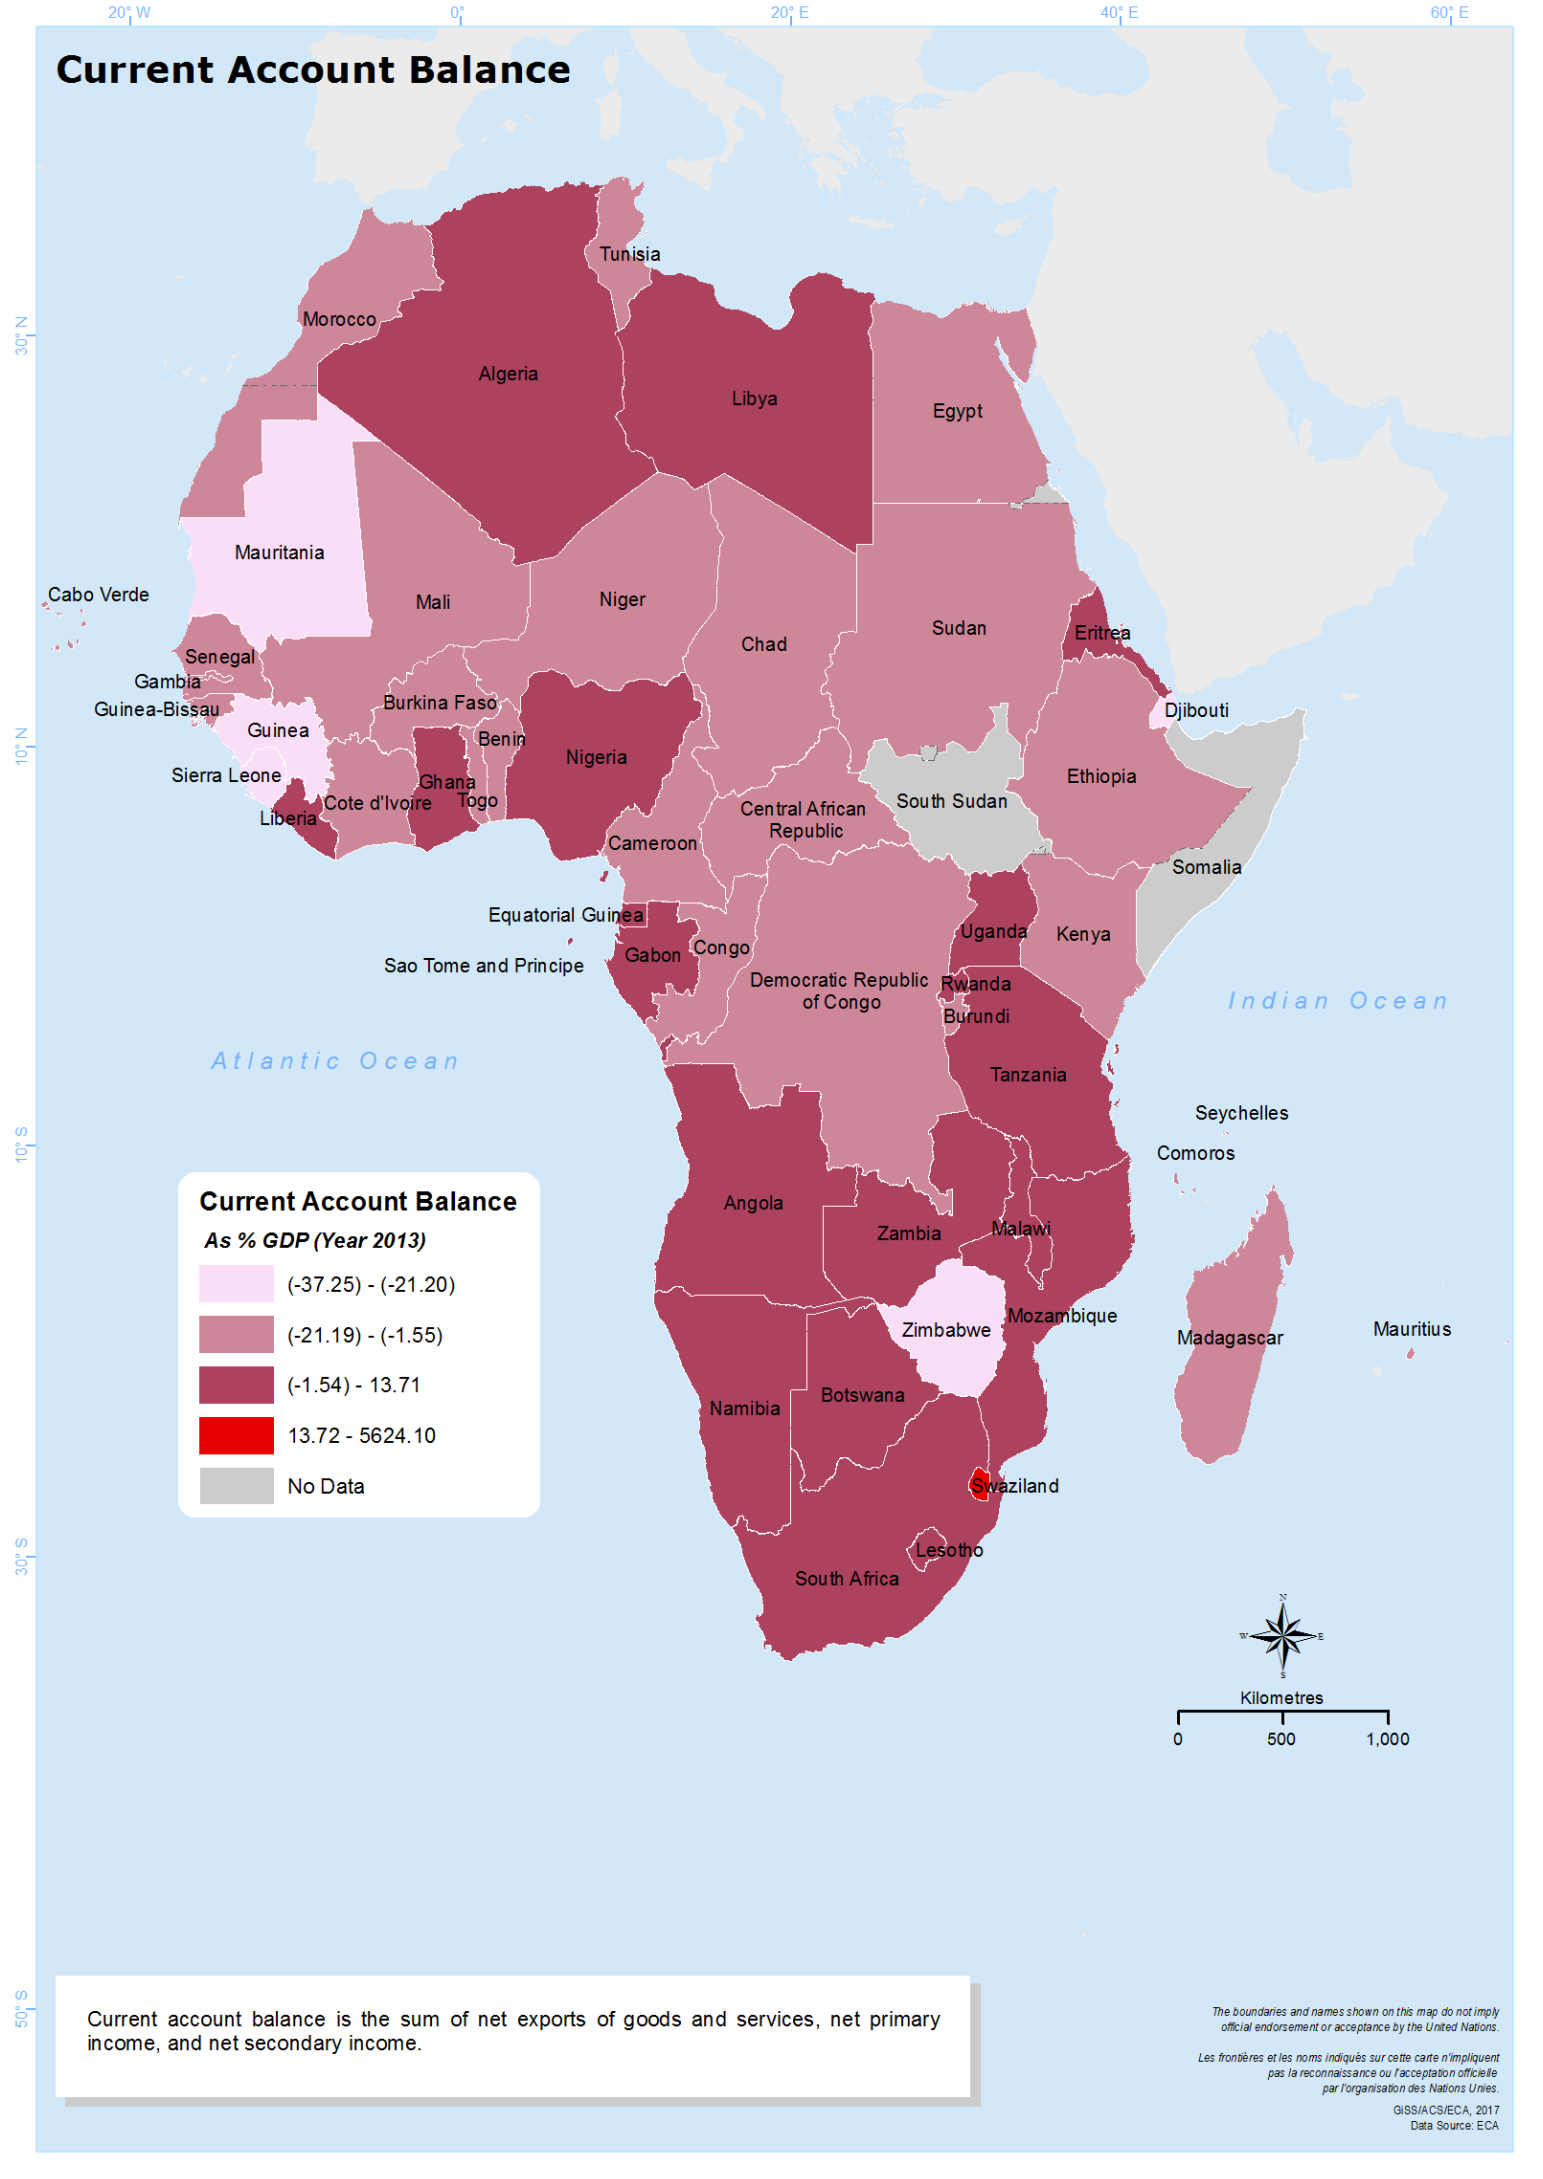 20° W
0°
20° E
40° E
60° E
Current Account Balance
30° N
10° N
10° S
30° S
50° S
Tunisia
Morocco
Algeria
Libya
Egypt
Mauritania
Cabo Verde
Mali
Niger
Chad
Sudan
Eritrea
Senegal
Gambia
Guinea-Bissau
Burkina Faso
Djibouti
Guinea
Benin
Nigeria
Sierra Leone
Ghana
Ethiopia
Cote d'Ivoire
Togo
South Sudan
Liberia
Central African
Republic
Cameroon
Somalia
Equatorial Guinea
Uganda
Kenya
Gabon
Congo
Sao Tome and Principe
Democratic Republic
of Congo
Rwanda
Burundi
Indian Ocean
Atlantic Ocean
Tanzania
Seychelles
Comoros
Angola
Zambia
Malawi
Mozambique
Zimbabwe
Madagascar
Mauritius
Namibia
Botswana
Swaziland
Lesotho
South Africa
Current Account Balance
As % GDP (Year 2013)
(-37.25) - (-21.20)
(-21.19) - (-1.55)
(-1.54) - 13.71
13.72 - 5624.10
No Data
N
W
E
S
Kilometres
0
500
1,000
Current account balance is the sum of net exports of goods and services, net primary
income, and net secondary income.
The boundaries and names shown on this map do not imply
official endorsement or acceptance by the United Nations.
Les frontières et les noms indiqués sur cette carte n'impliquent
pas la reconnaissance ou l'acceptation officielle
par l'organisation des Nations Unies.
GiSS/ACS/ECA, 2017
Data Source: ECA